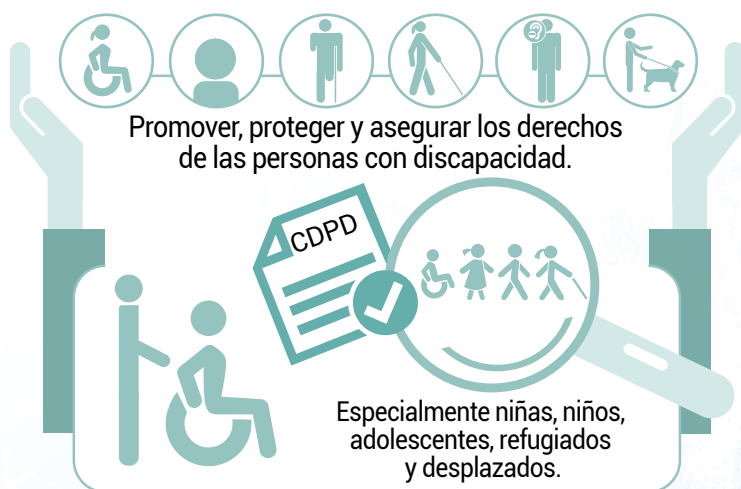 Promover, proteger y asegurar los derechos
de las personas con discapacidad.
CDPD
Especialmente niñas, niños,
adolescentes, refugiados
y desplazados.